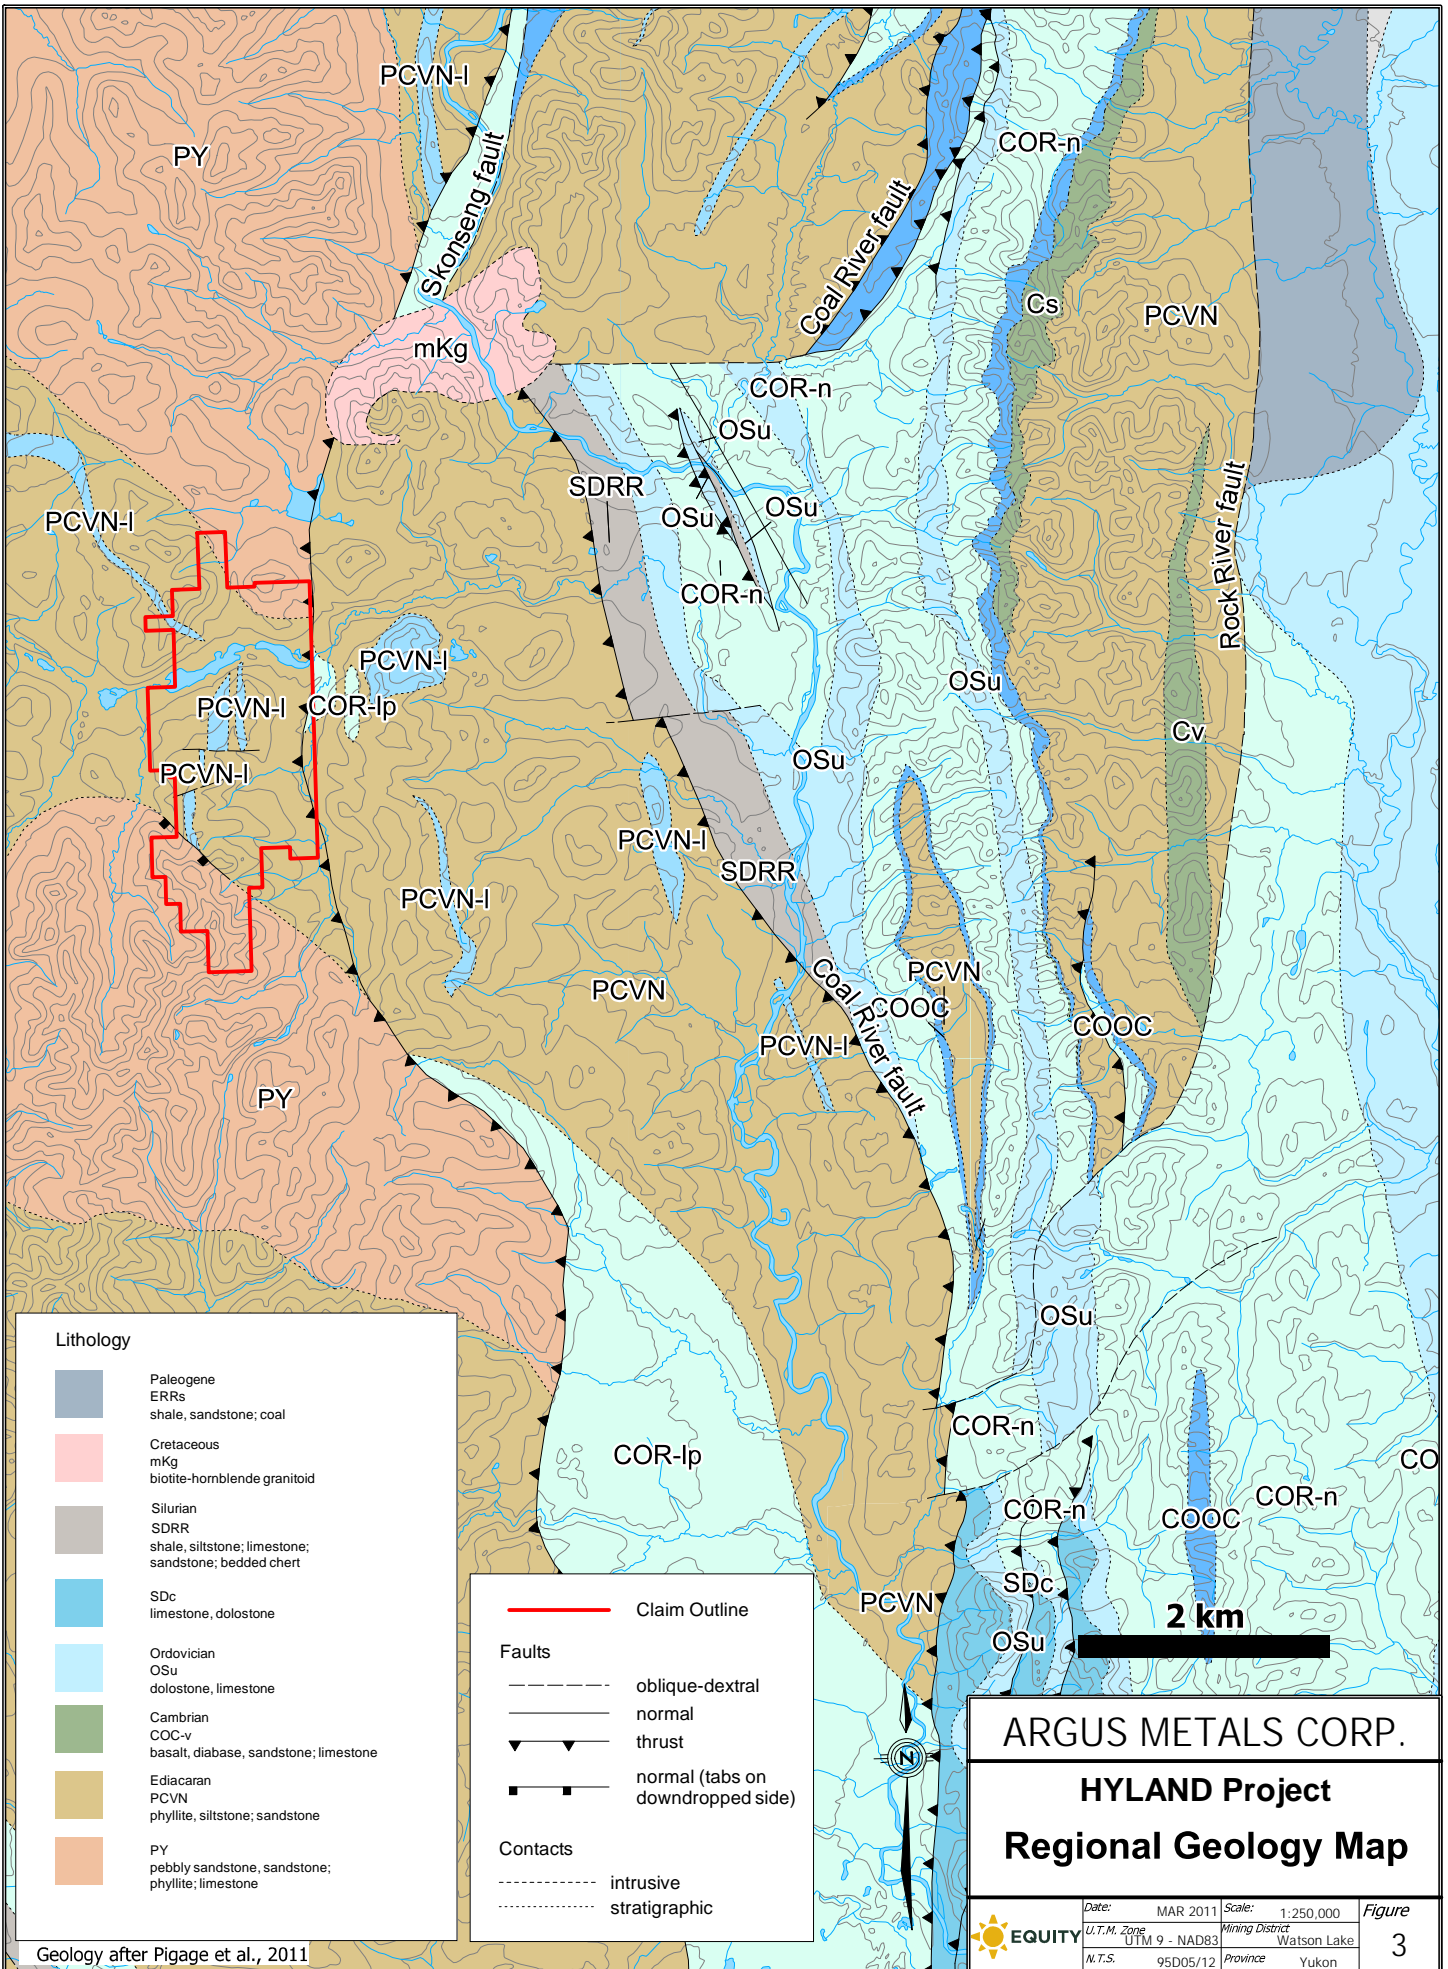 PCVN-l
PY
Skonseng fault
COR-n
Coal River fault
Cs
PCVN
mKg
COR-n
OSu
SDRR
OSu
OSu
PCVN-l
COR-n
Rock River fault
PCVN-l
OSu
PCVN-l
COR-lp
Cv
OSu
PCVN-l
PCVN-l
SDRR
PCVN-l
PCVN
PCVN
Coal River fault
COOC
COOC
PCVN-l
PY
OSu
COR-n
COR-lp
CO
COR-n
COR-n
COOC
SDc
PCVN
OSu
2 km
Lithology
Paleogene
ERRs
shale, sandstone; coal
Cretaceous
mKg
biotite-hornblende granitoid
Silurian
SDRR
shale, siltstone; limestone;
sandstone; bedded chert
SDc
limestone, dolostone
Ordovician
OSu
dolostone, limestone
Cambrian
COC-v
basalt, diabase, sandstone; limestone
Ediacaran
PCVN
phyllite, siltstone; sandstone
PY
pebbly sandstone, sandstone;
phyllite; limestone
Geology after Pigage et al., 2011
Claim Outline
Faults
oblique-dextral
normal
thrust
normal (tabs on
downdropped side)
Contacts
intrusive
stratigraphic
N
ARGUS METALS CORP.
HYLAND Project
Regional Geology Map
EQUITY
Date: MAR 2011
Scale: 1:250,000
Figure
3
U.T.M. Zone UTM 9 - NAD83
Mining District Watson Lake
N.T.S. 95D05/12
Province Yukon